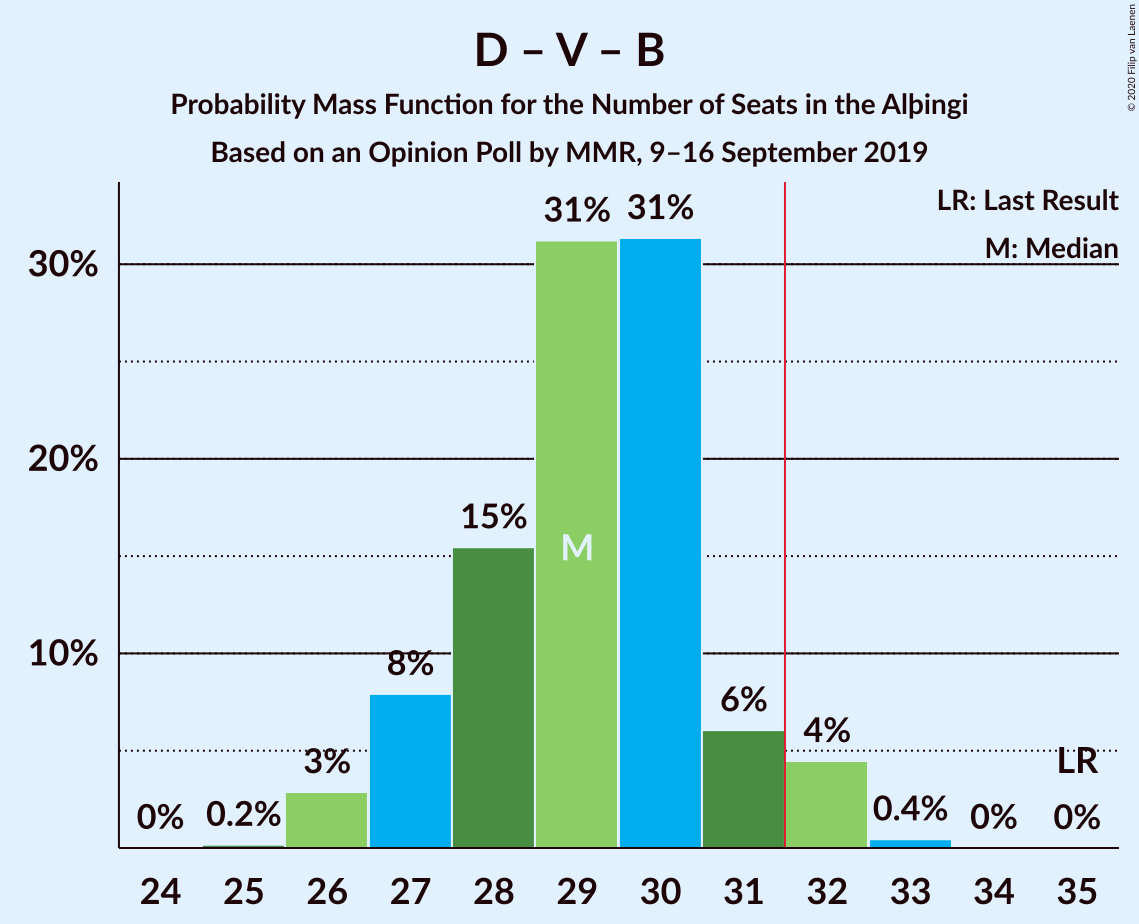 D – V – B
Probability Mass Function for the Number of Seats in the Alþingi
Based on an Opinion Poll by MMR, 9–16 September 2019
© 2020 Filip van Laenen
LR: Last Result
M: Median
30%
20%
10%
0%
0.2%
3%
8%
15%
31%
31%
6%
4%
0.4%
0%
0%
M
LR
24 25 26 27 28 29 30 31 32 33 34 35